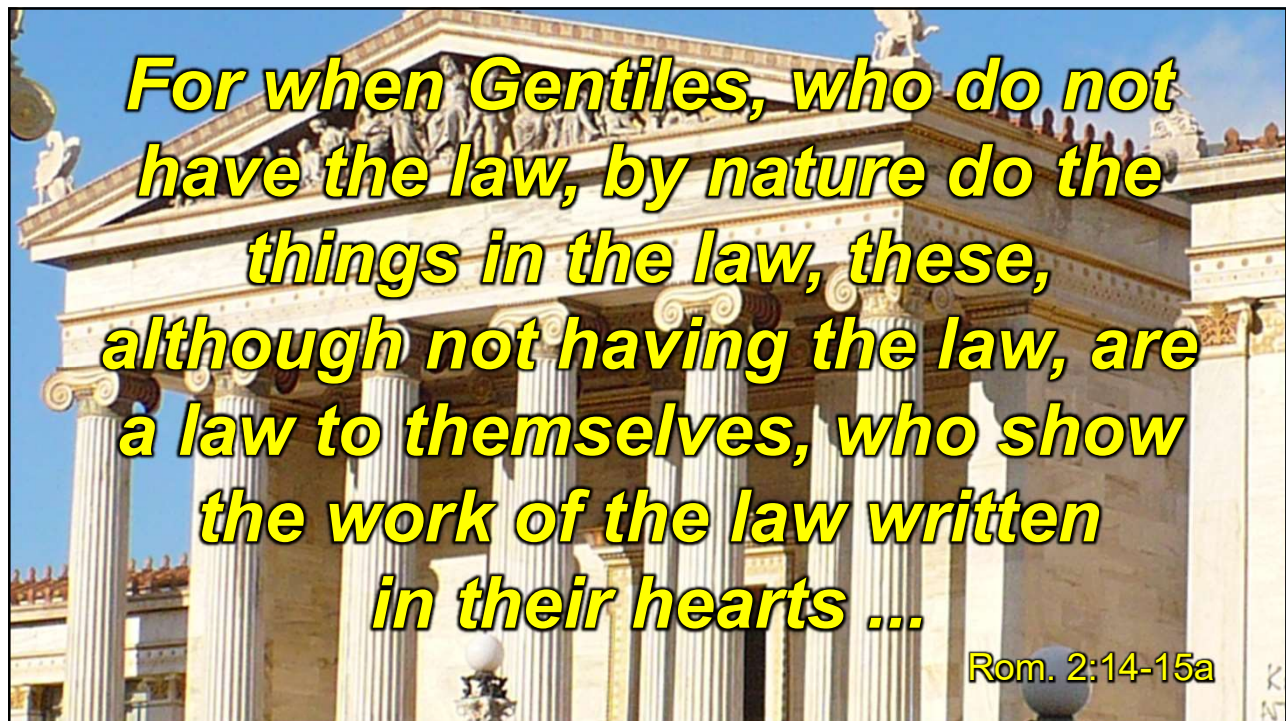 For when Gentiles, who do not
have the law, by nature do the
things in the law, these,
although not having the law, are
a law to themselves, who show
the work of the law written
in their hearts ...
Rom. 2:14-15a